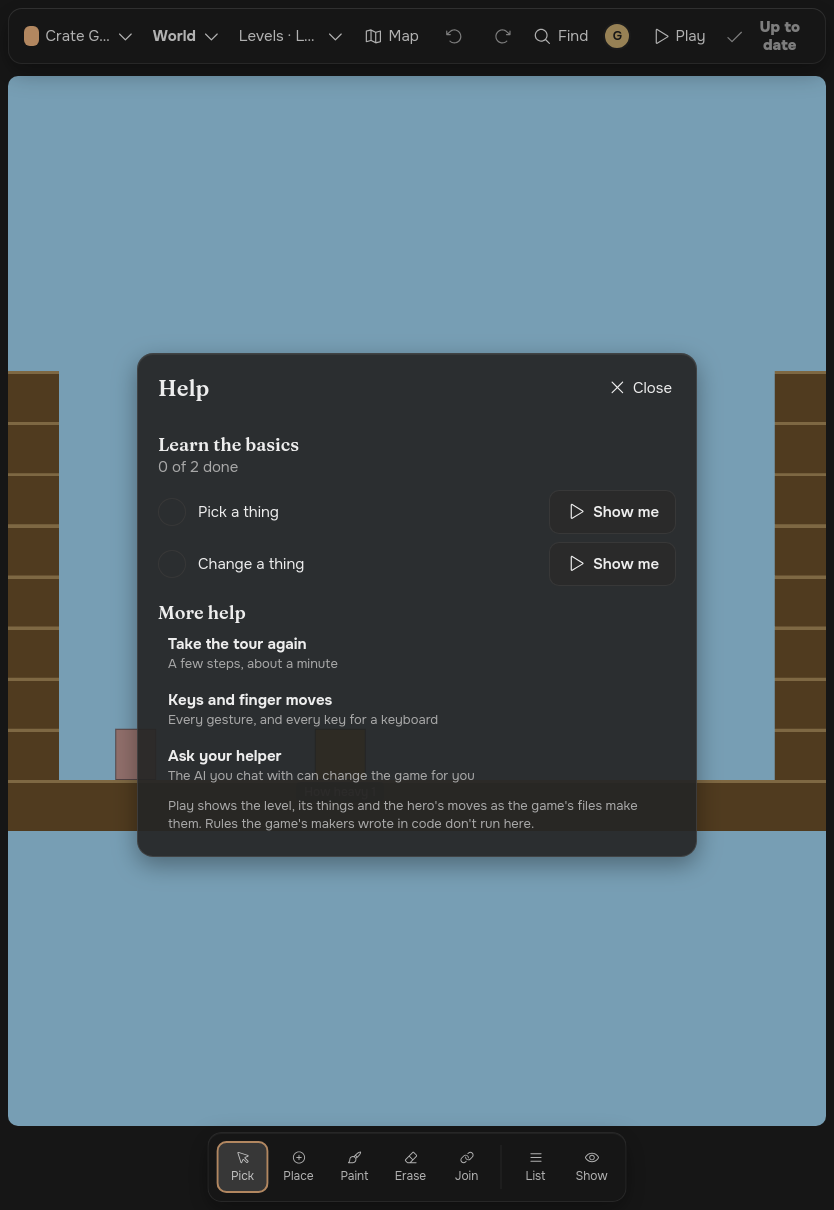 Crate G... World Levels · L... Map Find G Play Up to date
Help
Close
Learn the basics
0 of 2 done
Pick a thing
Show me
Change a thing
Show me
More help
Take the tour again
A few steps, about a minute
Keys and finger moves
Every gesture, and every key for a keyboard
Ask your helper
The AI you chat with can change the game for you
Play shows the level, its things and the hero's moves as the game's files make
them. Rules the game's makers wrote in code don't run here.
Pick Place Paint Erase Join List Show